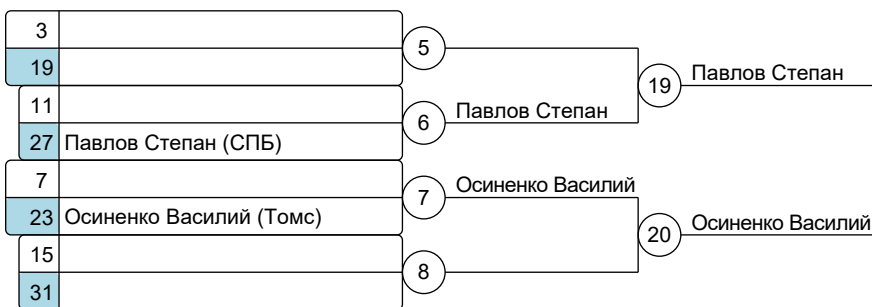 3
5
19
Павлов Степан
19
11
6
Павлов Степан
27 Павлов Степан (СПБ)
7
7
Осиненко Василий
23 Осиненко Василий (Томс)
20
Осиненко Василий
15
8
31